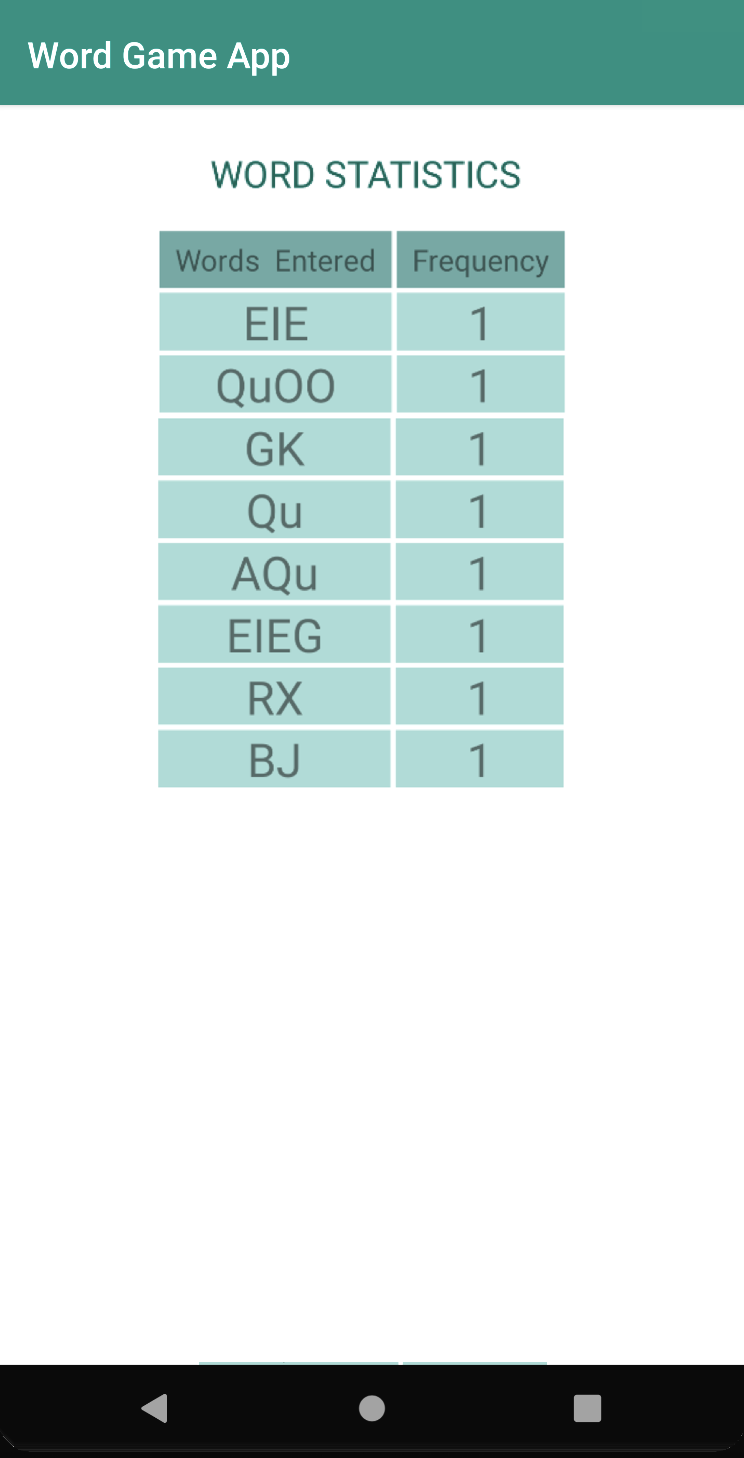 Word Game App
WORD STATISTICS
Words Entered Frequency
EIE 1
QuOO 1
GK 1
Qu 1
AQu 1
EIEG 1
RX 1
BJ 1